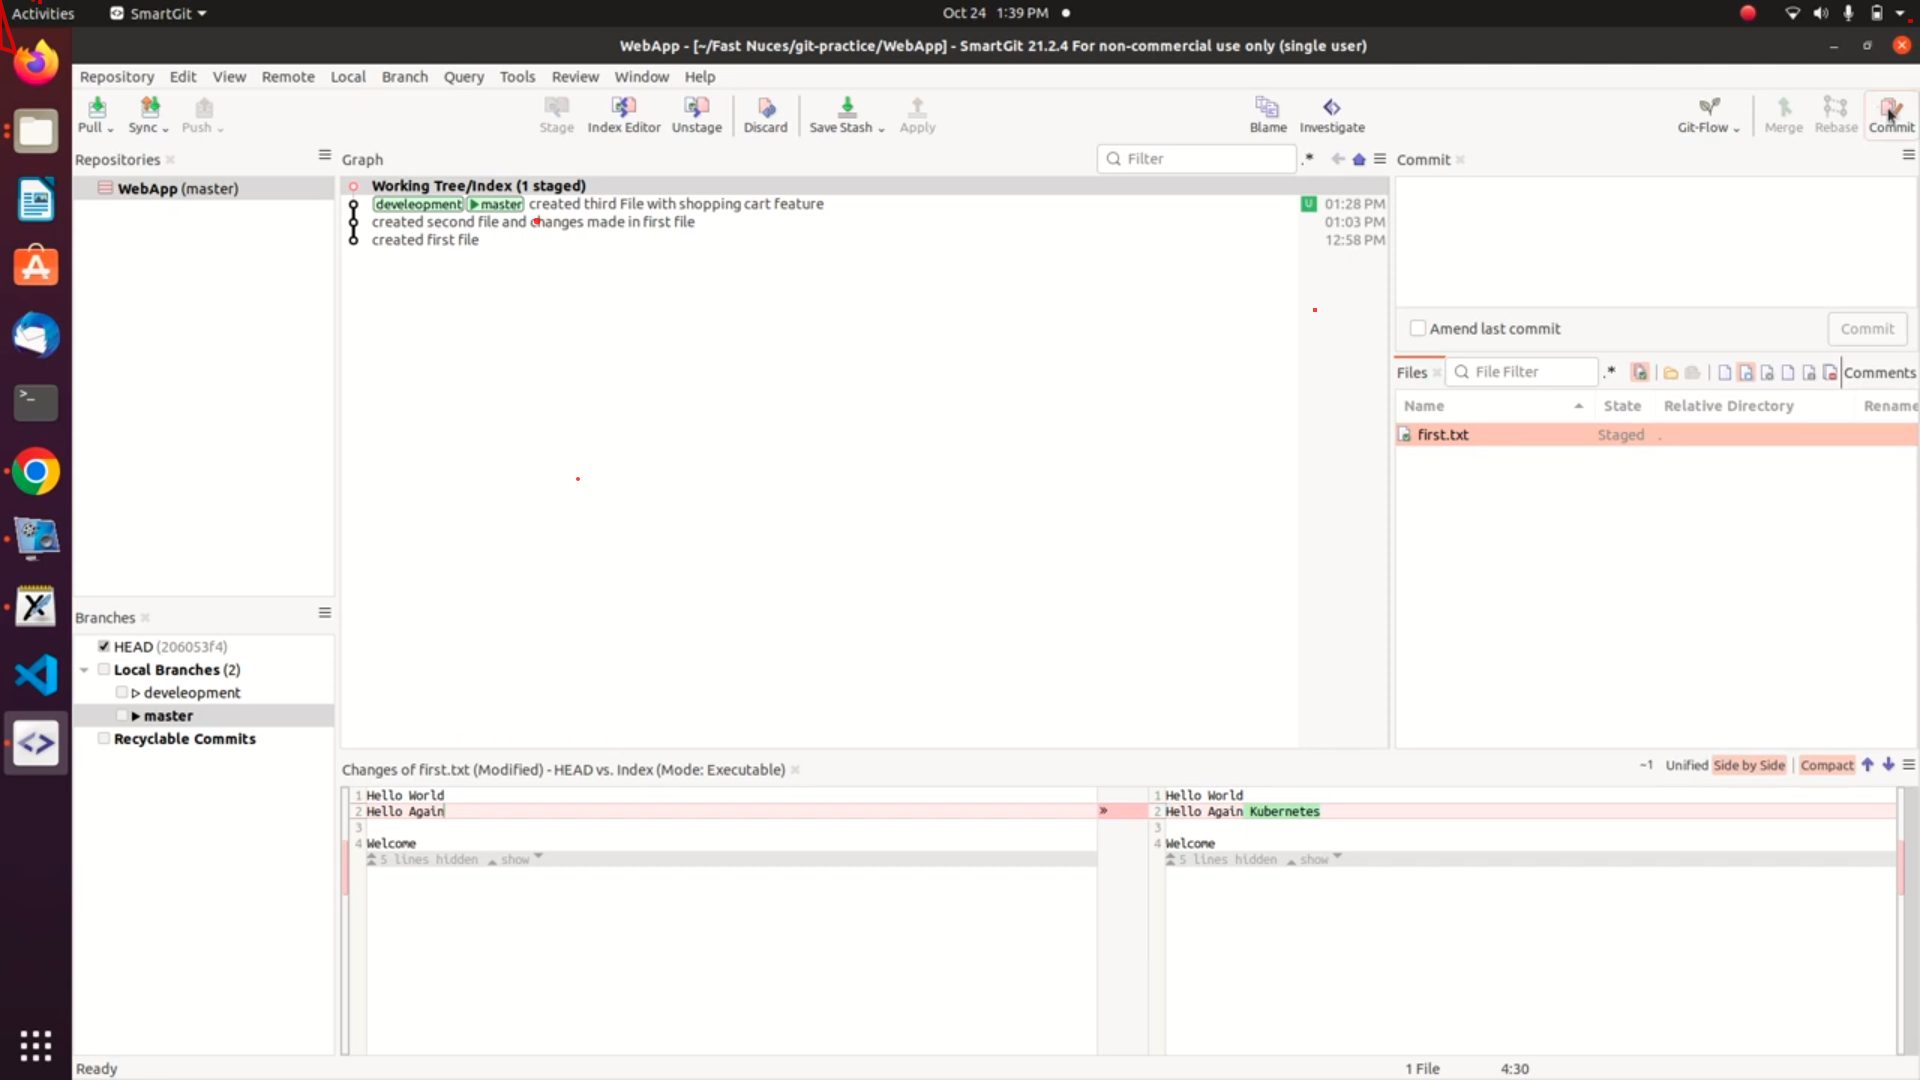 Activities SmartGit Oct 24 1:39 PM
WebApp - [~/Fast Nuces/git-practice/WebApp] - SmartGit 21.2.4 For non-commercial use only (single user)
Repository Edit View Remote Local Branch Query Tools Review Window Help
Pull Sync Push Stage Index Editor Unstage Discard Save Stash Apply Blame Investigate Git-Flow Merge Rebase Commit
Repositories
WebApp (master)
Graph Filter .*
Working Tree/Index (1 staged)
develeopment master created third File with shopping cart feature U 01:28 PM
created second file and changes made in first file 01:03 PM
created first file 12:58 PM
Commit
Amend last commit Commit
Files File Filter .* Comments
Name State Relative Directory Rename
first.txt Staged .
Branches
HEAD (206053f4)
Local Branches (2)
develeopment
master
Recyclable Commits
Changes of first.txt (Modified) - HEAD vs. Index (Mode: Executable) ~1 Unified Side by Side Compact
1 Hello World
2 Hello Again
3
4 Welcome
5 lines hidden show
1 Hello World
2 Hello Again Kubernetes
3
4 Welcome
5 lines hidden show
Ready 1 File 4:30